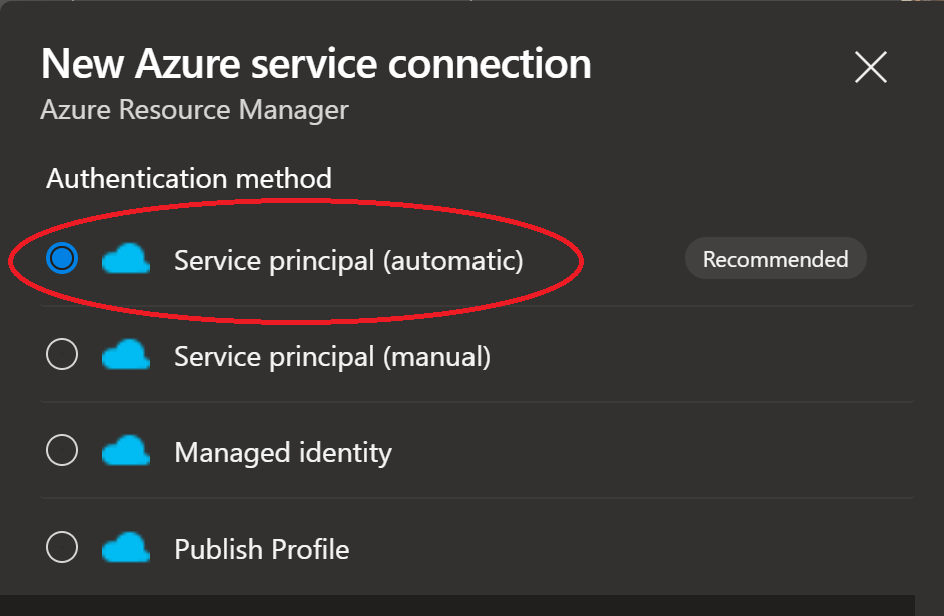 New Azure service connection
Azure Resource Manager
Authentication method
Service principal (automatic)
Recommended
Service principal (manual)
Managed identity
Publish Profile